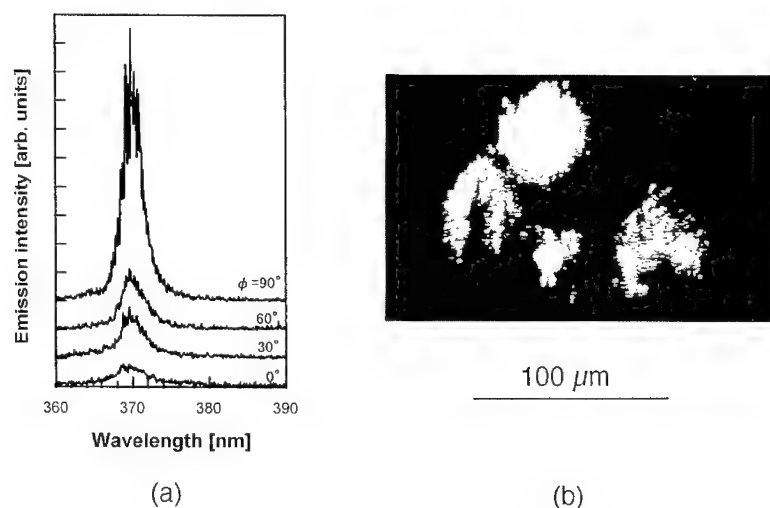 Emission intensity [arb. units]
ϕ =90°
60°
30°
0°
360 370 380 390
Wavelength [nm]
(a)
100 μm
(b)